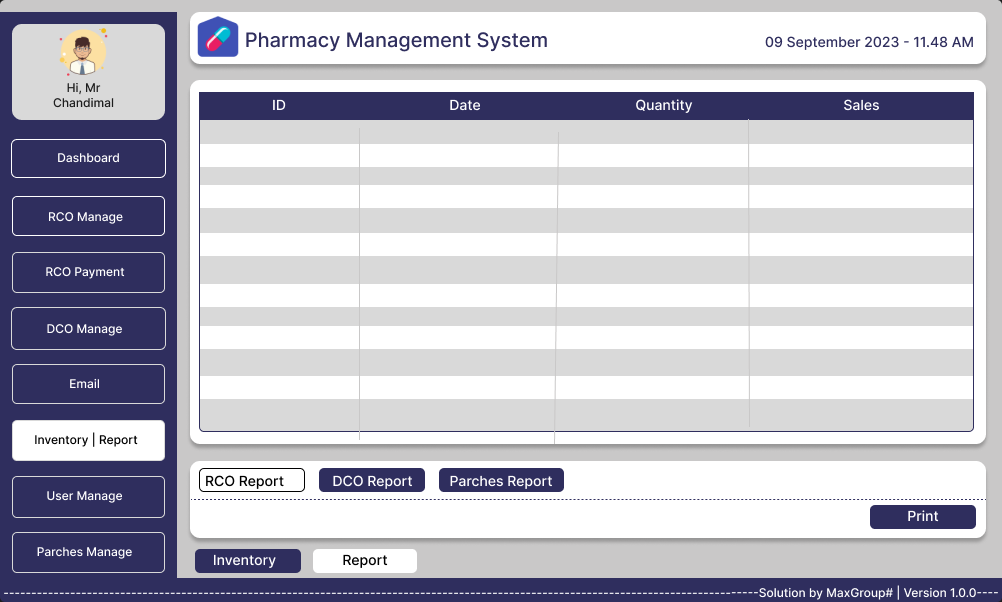 Hi, Mr
Chandimal
Dashboard
RCO Manage
RCO Payment
DCO Manage
Email
Inventory | Report
User Manage
Parches Manage
Pharmacy Management System
09 September 2023 - 11.48 AM
ID Date Quantity Sales
RCO Report DCO Report Parches Report
Print
Inventory Report
Solution by MaxGroup# | Version 1.0.0